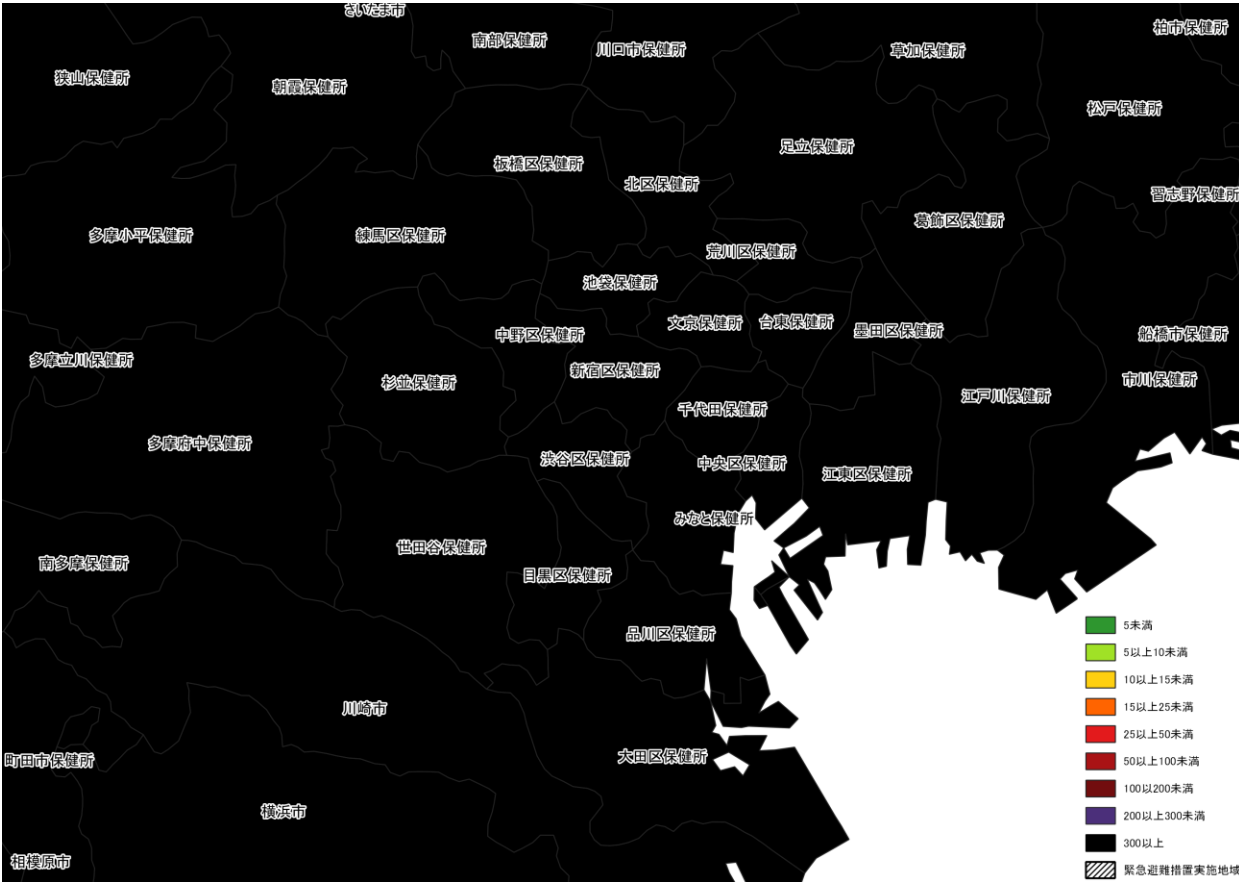 さいたま市
柏市保健所
南部保健所
川口市保健所
草加保健所
狭山保健所
朝霞保健所
松戸保健所
足立保健所
板橋区保健所
北区保健所
習志野保健所
葛飾区保健所
多摩小平保健所
練馬区保健所
荒川区保健所
池袋保健所
文京保健所
台東保健所
墨田区保健所
中野区保健所
船橋市保健所
多摩立川保健所
新宿区保健所
杉並保健所
市川保健所
江戸川保健所
千代田保健所
多摩府中保健所
渋谷区保健所
中央区保健所
江東区保健所
みなと保健所
世田谷保健所
南多摩保健所
目黒区保健所
品川区保健所
川崎市
大田区保健所
町田市保健所
横浜市
相模原市
5未満
5以上10未満
10以上15未満
15以上25未満
25以上50未満
50以上100未満
100以200未満
200以上300未満
300以上
緊急避難措置実施地域